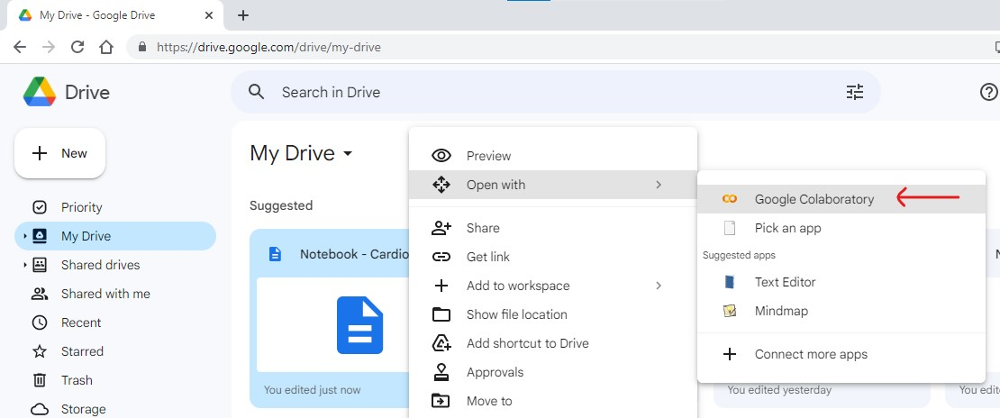 My Drive - Google Drive
https://drive.google.com/drive/my-drive
Drive
Search in Drive
New
Priority
My Drive
Shared drives
Shared with me
Recent
Starred
Trash
Storage
My Drive
Suggested
Notebook - Cardio
You edited just now
Preview
Open with
Share
Get link
Add to workspace
Show file location
Add shortcut to Drive
Approvals
Move to
Google Colaboratory
Pick an app
Suggested apps
Text Editor
Mindmap
Connect more apps
You edited yesterday
You edit